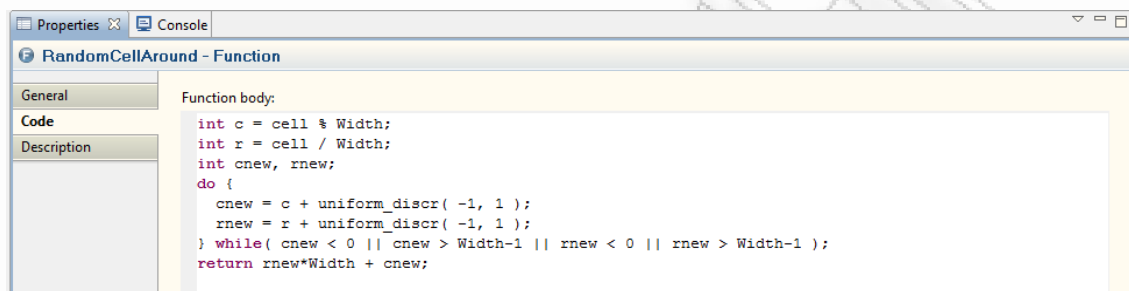 Properties Console
RandomCellAround - Function
General
Code
Description
Function body:
int c = cell % Width;
int r = cell / Width;
int cnew, rnew;
do {
cnew = c + uniform_discr( -1, 1 );
rnew = r + uniform_discr( -1, 1 );
} while( cnew < 0 || cnew > Width-1 || rnew < 0 || rnew > Width-1 );
return rnew*Width + cnew;